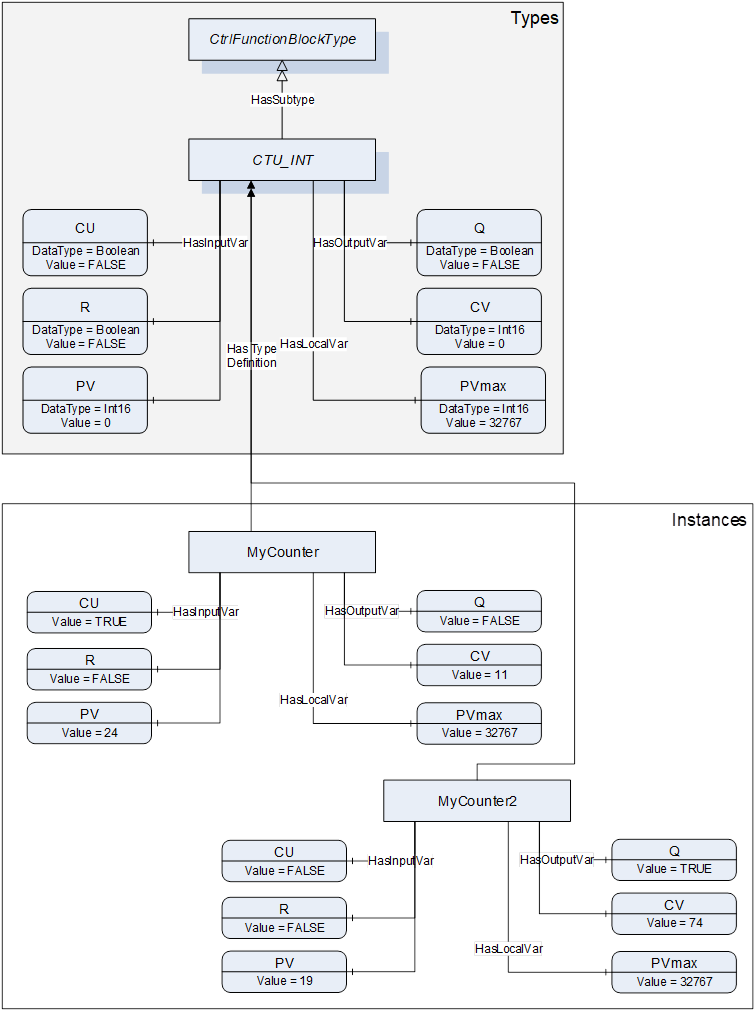 Types
CtrlFunctionBlockType
HasSubtype
CTU_INT
CU
DataType = Boolean
Value = FALSE
HasInputVar
HasOutputVar
Q
DataType = Boolean
Value = FALSE
R
DataType = Boolean
Value = FALSE
CV
DataType = Int16
Value = 0
Has Type
Definition
HasLocalVar
PV
DataType = Int16
Value = 0
PVmax
DataType = Int16
Value = 32767
Instances
MyCounter
CU
Value = TRUE
HasInputVar
HasOutputVar
Q
Value = FALSE
R
Value = FALSE
CV
Value = 11
HasLocalVar
PV
Value = 24
PVmax
Value = 32767
MyCounter2
CU
Value = FALSE
HasInputVar
HasOutputVar
Q
Value = TRUE
R
Value = FALSE
CV
Value = 74
HasLocalVar
PV
Value = 19
PVmax
Value = 32767